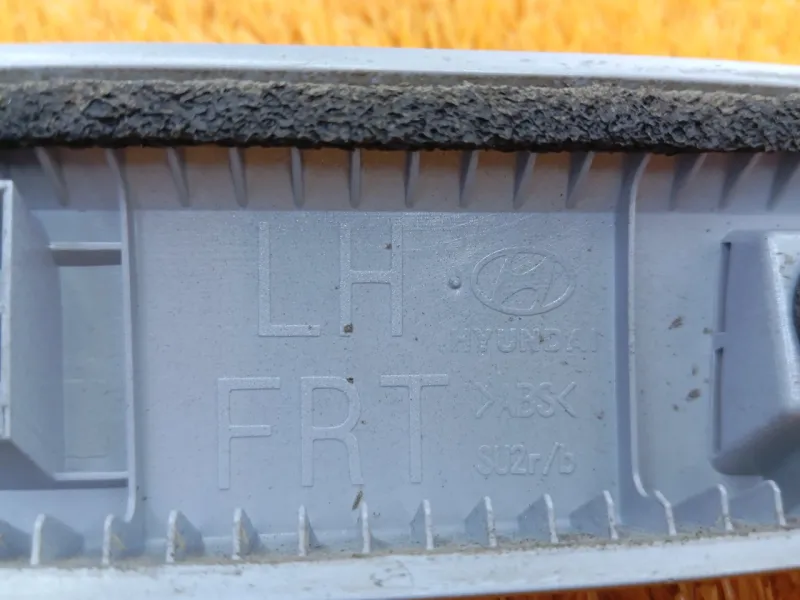 LH
HYUNDAI
FRT
>ABS<
SU2r/b